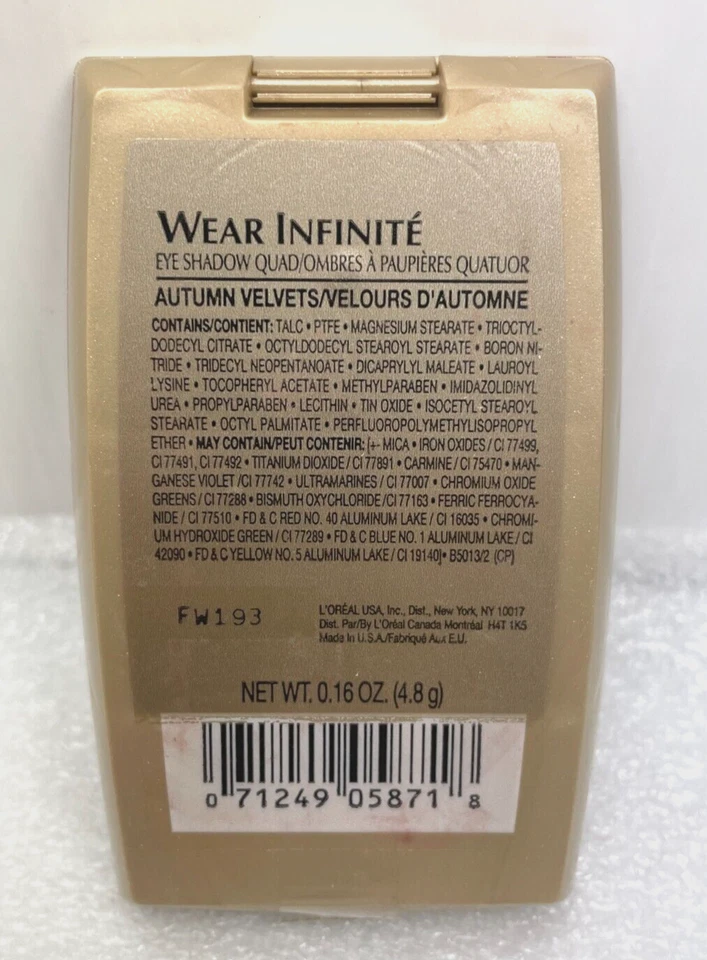 WEAR INFINITÉ
EYE SHADOW QUAD/OMBRES À PAUPIÈRES QUATUOR
AUTUMN VELVETS/VELOURS D'AUTOMNE
CONTAINS/CONTIENT: TALC • PTFE • MAGNESIUM STEARATE • TRIOCTYL-
DODECYL CITRATE • OCTYLDODECYL STEAROYL STEARATE • BORON NI-
TRIDE • TRIDECYL NEOPENTANOATE • DICAPRYLYL MALEATE • LAUROYL
LYSINE • TOCOPHERYL ACETATE • METHYLPARABEN • IMIDAZOLIDINYL
UREA • PROPYLPARABEN • LECITHIN • TIN OXIDE • ISOCETYL STEAROYL
STEARATE • OCTYL PALMITATE • PERFLUOROPOLYMETHYLISOPROPYL
ETHER • MAY CONTAIN/PEUT CONTENIR: [+- MICA • IRON OXIDES / CI 77499,
CI 77491, CI 77492 • TITANIUM DIOXIDE / CI 77891 • CARMINE / CI 75470 • MAN-
GANESE VIOLET /CI 77742 • ULTRAMARINES / CI 77007 • CHROMIUM OXIDE
GREENS / CI 77288 • BISMUTH OXYCHLORIDE /CI 77163 • FERRIC FERROCYA-
NIDE / CI 77510 • FD & C RED NO. 40 ALUMINUM LAKE / CI 16035 • CHROMI-
UM HYDROXIDE GREEN / CI 77289 • FD & C BLUE NO. 1 ALUMINUM LAKE / CI
42090 • FD & C YELLOW NO. 5 ALUMINUM LAKE / CI 19140]• B5013/2 (CP)
FW193
L'ORÉAL USA, Inc., Dist., New York, NY 10017
Dist. Par/By L'Oréal Canada Montréal H4T 1K5
Made In U.S.A./Fabriqué Aux E.U.
NET WT. 0.16 OZ. (4.8 g)
0 71249 05871 8